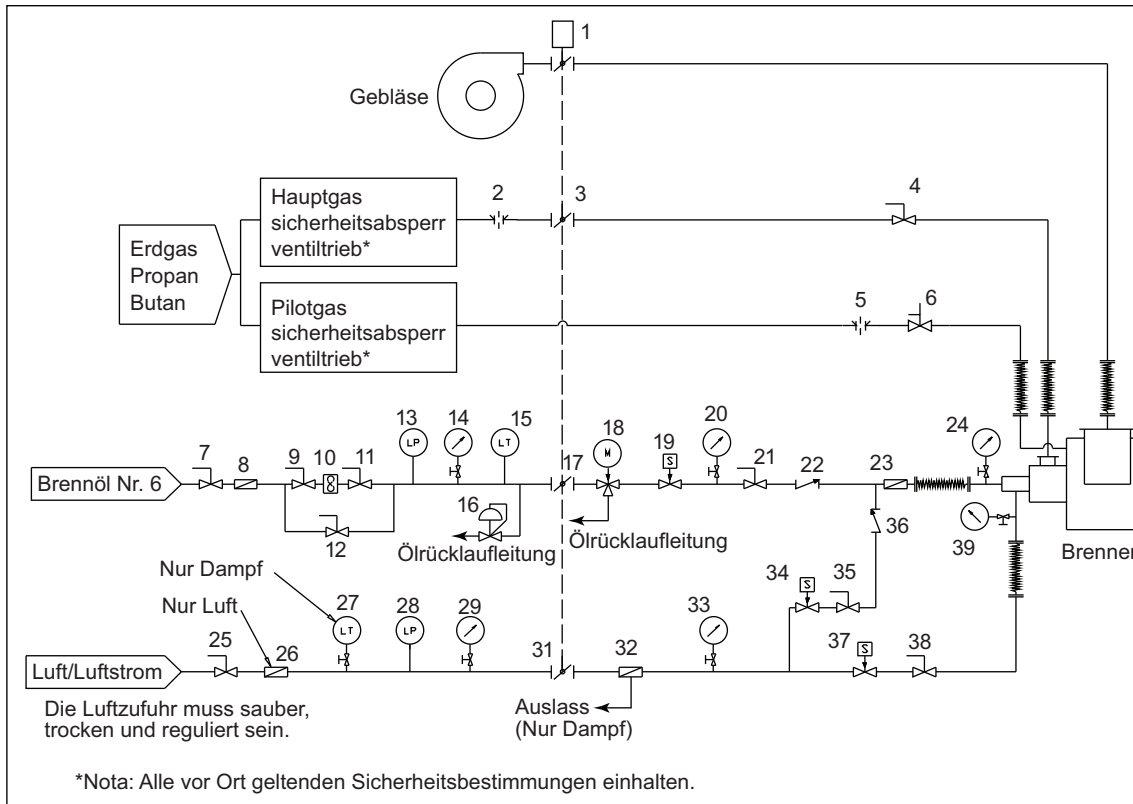 1
Gebläse
Hauptgas
sicherheitsabsperr
ventiltrieb*
2
3
4
Erdgas
Propan
Butan
Pilotgas
sicherheitsabsperr
ventiltrieb*
5
6
7
8
9
10
11
12
13
LP
14
15
LT
16
17
18
M
19
S
20
21
22
23
24
Brennöl Nr. 6
Ölrücklaufleitung
Ölrücklaufleitung
36
39
Brenner
Nur Dampf
Nur Luft
25
26
27
LT
28
LP
29
31
32
33
34
S
35
37
S
38
Luft/Luftstrom
Auslass
(Nur Dampf)
Die Luftzufuhr muss sauber,
trocken und reguliert sein.
*Nota: Alle vor Ort geltenden Sicherheitsbestimmungen einhalten.